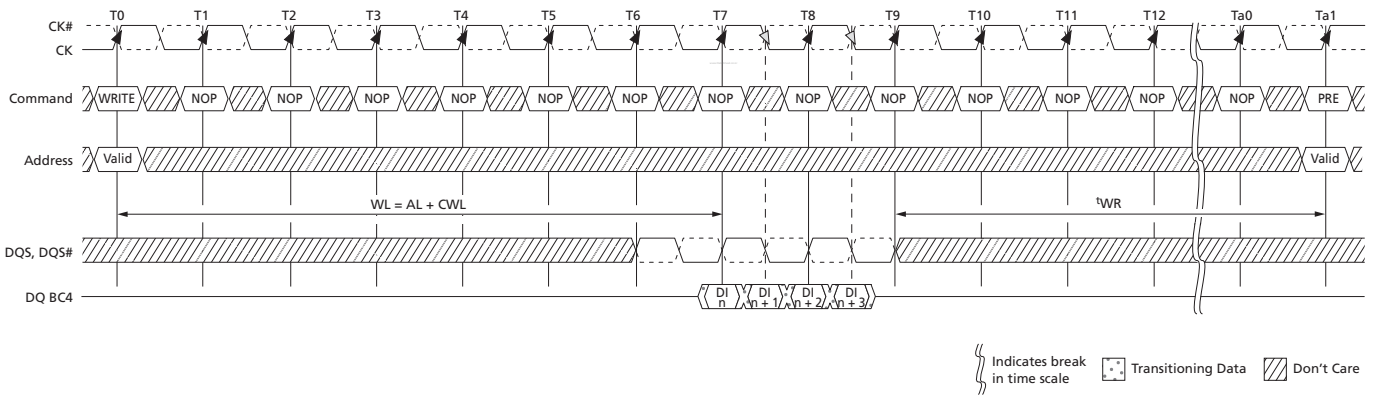 T0 T1 T2 T3 T4 T5 T6 T7 T8 T9 T10 T11 T12 Ta0 Ta1
CK#
CK
Command WRITE NOP NOP NOP NOP NOP NOP NOP NOP NOP NOP NOP NOP NOP PRE
Address Valid Valid
WL = AL + CWL tWR
DQS, DQS#
DQ BC4 DI n DI n + 1 DI n + 2 DI n + 3
Indicates break
in time scale
Transitioning Data
Don't Care